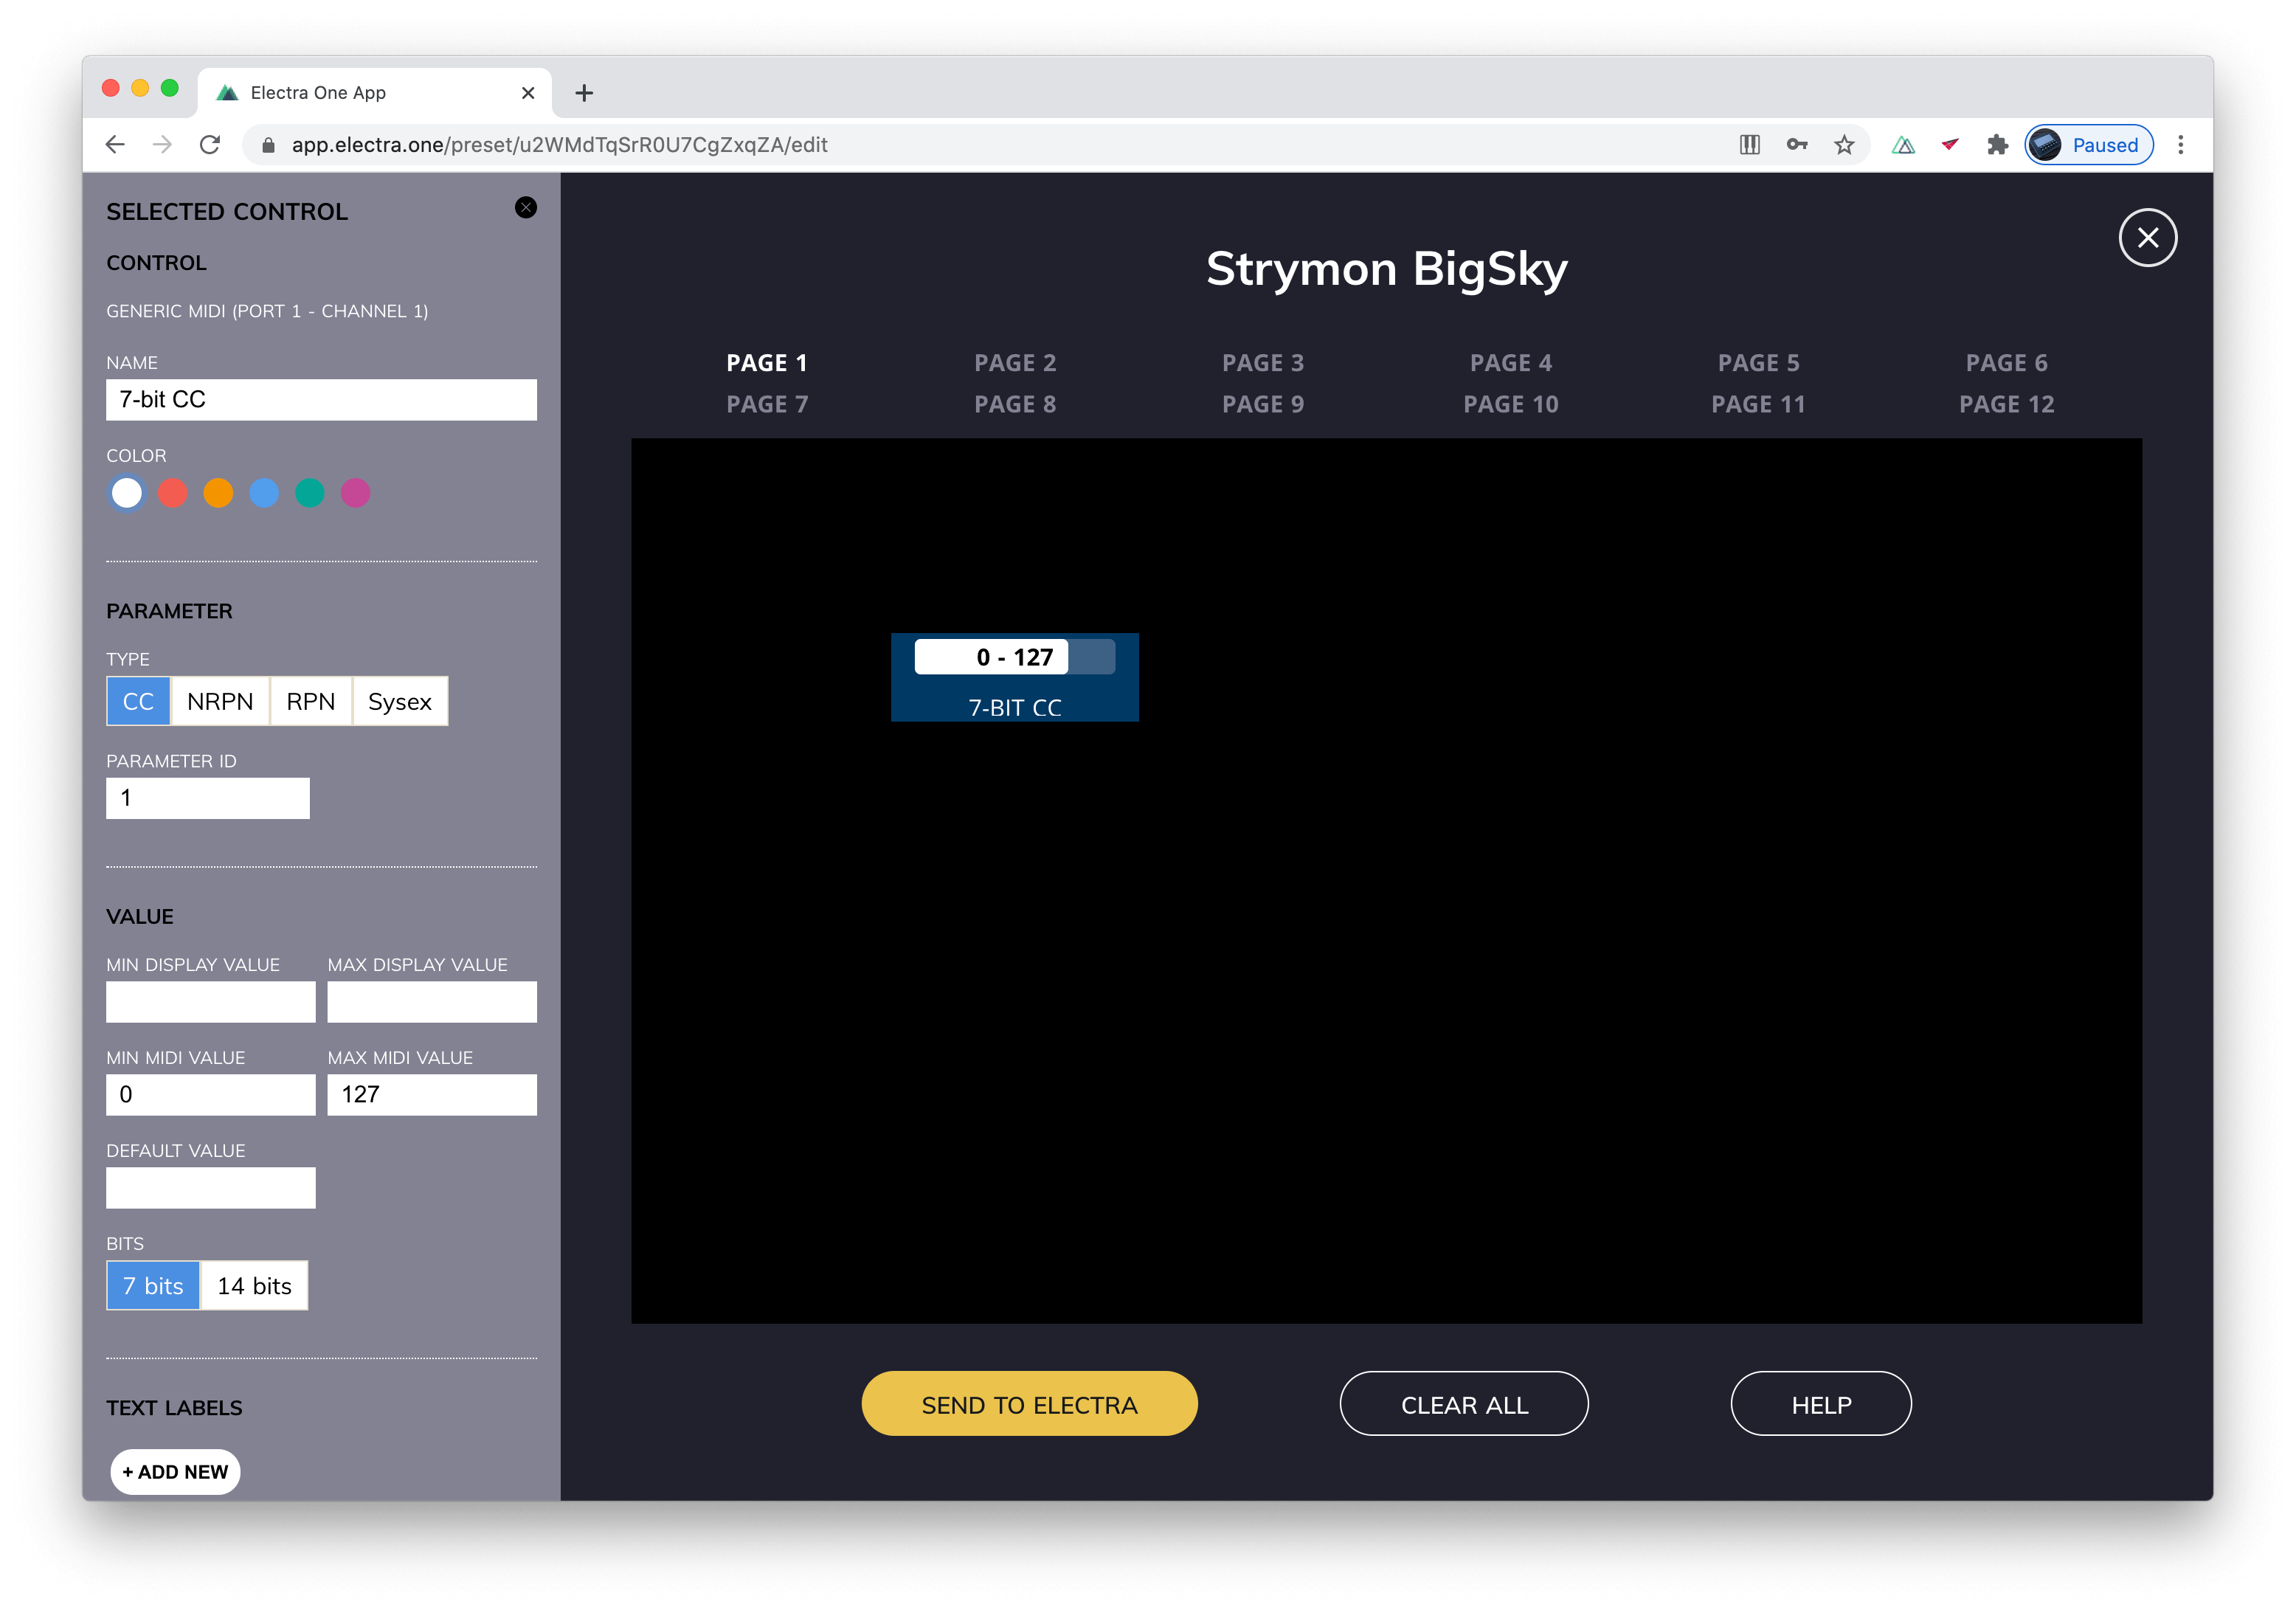 Electra One App
app.electra.one/preset/u2WMdTqSrR0U7CgZxqZA/edit
Paused
SELECTED CONTROL
CONTROL
GENERIC MIDI (PORT 1 - CHANNEL 1)
NAME
7-bit CC
COLOR
PARAMETER
TYPE
CC NRPN RPN Sysex
PARAMETER ID
1
VALUE
MIN DISPLAY VALUE MAX DISPLAY VALUE
MIN MIDI VALUE MAX MIDI VALUE
0 127
DEFAULT VALUE
BITS
7 bits 14 bits
TEXT LABELS
+ ADD NEW
Strymon BigSky
PAGE 1 PAGE 2 PAGE 3 PAGE 4 PAGE 5 PAGE 6
PAGE 7 PAGE 8 PAGE 9 PAGE 10 PAGE 11 PAGE 12
0 - 127
7-BIT CC
SEND TO ELECTRA CLEAR ALL HELP